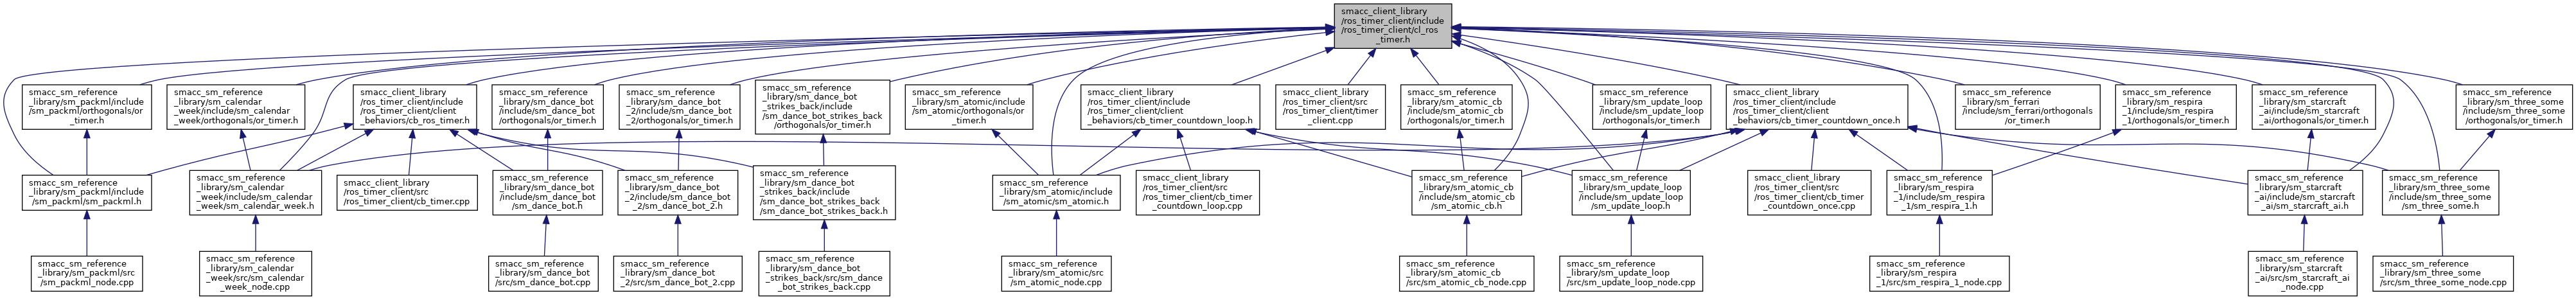 smacc_client_library
/ros_timer_client/include
/ros_timer_client/cl_ros
_timer.h
smacc_sm_reference
_library/sm_packml/include
/sm_packml/orthogonals/or
_timer.h
smacc_sm_reference
_library/sm_calendar
_week/include/sm_calendar
_week/orthogonals/or_timer.h
smacc_client_library
/ros_timer_client/include
/ros_timer_client/client
_behaviors/cb_ros_timer.h
smacc_sm_reference
_library/sm_dance_bot
/include/sm_dance_bot
/orthogonals/or_timer.h
smacc_sm_reference
_library/sm_dance_bot
_2/include/sm_dance_bot
_2/orthogonals/or_timer.h
smacc_sm_reference
_library/sm_dance_bot
_strikes_back/include
/sm_dance_bot_strikes_back
/orthogonals/or_timer.h
smacc_sm_reference
_library/sm_atomic/include
/sm_atomic/orthogonals/or
_timer.h
smacc_client_library
/ros_timer_client/include
/ros_timer_client/client
_behaviors/cb_timer_countdown_loop.h
smacc_client_library
/ros_timer_client/src
/ros_timer_client/timer
_client.cpp
smacc_sm_reference
_library/sm_atomic_cb
/include/sm_atomic_cb
/orthogonals/or_timer.h
smacc_sm_reference
_library/sm_update_loop
/include/sm_update_loop
/orthogonals/or_timer.h
smacc_client_library
/ros_timer_client/include
/ros_timer_client/client
_behaviors/cb_timer_countdown_once.h
smacc_sm_reference
_library/sm_ferrari
/include/sm_ferrari/orthogonals
/or_timer.h
smacc_sm_reference
_library/sm_respira
_1/include/sm_respira
_1/orthogonals/or_timer.h
smacc_sm_reference
_library/sm_starcraft
_ai/include/sm_starcraft
_ai/orthogonals/or_timer.h
smacc_sm_reference
_library/sm_three_some
/include/sm_three_some
/orthogonals/or_timer.h
smacc_sm_reference
_library/sm_packml/include
/sm_packml/sm_packml.h
smacc_sm_reference
_library/sm_calendar
_week/include/sm_calendar
_week/sm_calendar_week.h
smacc_client_library
/ros_timer_client/src
/ros_timer_client/cb_timer.cpp
smacc_sm_reference
_library/sm_dance_bot
/include/sm_dance_bot
/sm_dance_bot.h
smacc_sm_reference
_library/sm_dance_bot
_2/include/sm_dance_bot
_2/sm_dance_bot_2.h
smacc_sm_reference
_library/sm_dance_bot
_strikes_back/include
/sm_dance_bot_strikes_back
/sm_dance_bot_strikes_back.h
smacc_sm_reference
_library/sm_atomic/include
/sm_atomic/sm_atomic.h
smacc_client_library
/ros_timer_client/src
/ros_timer_client/cb_timer
_countdown_loop.cpp
smacc_sm_reference
_library/sm_atomic_cb
/include/sm_atomic_cb
/sm_atomic_cb.h
smacc_sm_reference
_library/sm_update_loop
/include/sm_update_loop
/sm_update_loop.h
smacc_client_library
/ros_timer_client/src
/ros_timer_client/cb_timer
_countdown_once.cpp
smacc_sm_reference
_library/sm_respira
_1/include/sm_respira
_1/sm_respira_1.h
smacc_sm_reference
_library/sm_starcraft
_ai/include/sm_starcraft
_ai/sm_starcraft_ai.h
smacc_sm_reference
_library/sm_three_some
/include/sm_three_some
/sm_three_some.h
smacc_sm_reference
_library/sm_packml/src
/sm_packml_node.cpp
smacc_sm_reference
_library/sm_calendar
_week/src/sm_calendar
_week_node.cpp
smacc_sm_reference
_library/sm_dance_bot
/src/sm_dance_bot.cpp
smacc_sm_reference
_library/sm_dance_bot
_2/src/sm_dance_bot_2.cpp
smacc_sm_reference
_library/sm_dance_bot
_strikes_back/src/sm_dance
_bot_strikes_back.cpp
smacc_sm_reference
_library/sm_atomic/src
/sm_atomic_node.cpp
smacc_sm_reference
_library/sm_atomic_cb
/src/sm_atomic_cb_node.cpp
smacc_sm_reference
_library/sm_update_loop
/src/sm_update_loop_node.cpp
smacc_sm_reference
_library/sm_respira
_1/src/sm_respira_1_node.cpp
smacc_sm_reference
_library/sm_starcraft
_ai/src/sm_starcraft_ai
_node.cpp
smacc_sm_reference
_library/sm_three_some
/src/sm_three_some_node.cpp